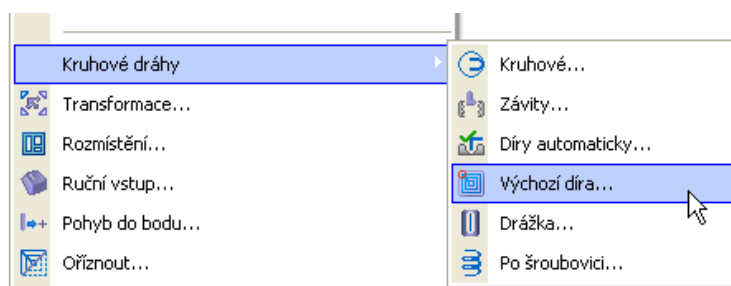 Kruhové dráhy
Transformace...
Rozmístění...
Ruční vstup...
Pohyb do bodu...
Oříznout...
Kruhové...
Závity...
Díry automaticky...
Výchozí díra...
Drážka...
Po šroubovici...